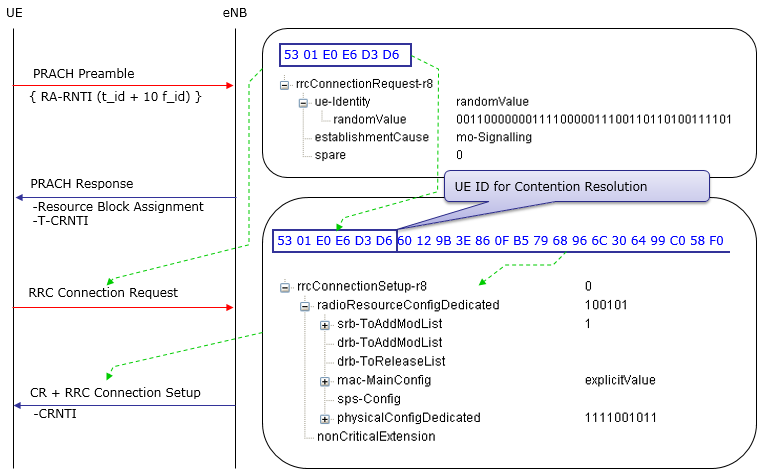 UE
eNB
PRACH Preamble
{ RA-RNTI (t_id + 10 f_id) }
PRACH Response
-Resource Block Assignment
-T-CRNTI
RRC Connection Request
CR + RRC Connection Setup
-CRNTI
53 01 E0 E6 D3 D6
rrcConnectionRequest-r8
ue-Identity randomValue
randomValue 0011000000011110000011100110110100111101
establishmentCause mo-Signalling
spare 0
UE ID for Contention Resolution
53 01 E0 E6 D3 D6 60 12 9B 3E 86 0F B5 79 68 96 6C 30 64 99 C0 58 F0
rrcConnectionSetup-r8 0
radioResourceConfigDedicated 100101
srb-ToAddModList 1
drb-ToAddModList
drb-ToReleaseList
mac-MainConfig explicitValue
sps-Config
physicalConfigDedicated 1111001011
nonCriticalExtension